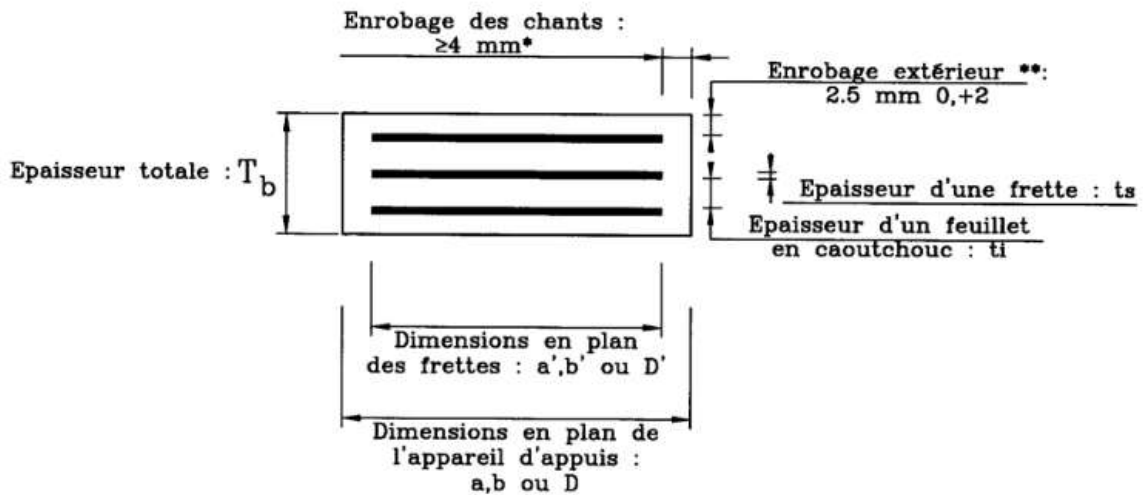 Enrobage des chants :
≥4 mm*
Enrobage extérieur **:
2.5 mm 0,+2
Epaisseur totale : Tb
Epaisseur d'une frette : ts
Epaisseur d'un feuillet
en caoutchouc : ti
Dimensions en plan
des frettes : a',b' ou D'
Dimensions en plan de
l'appareil d'appuis :
a,b ou D